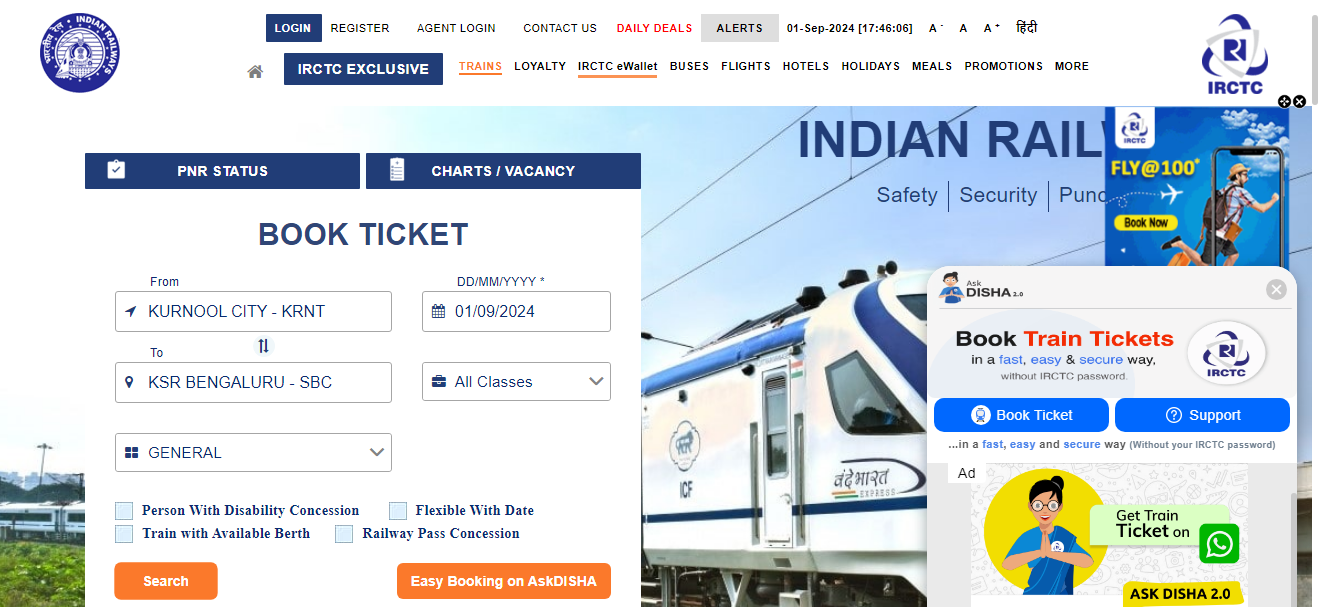 INDIAN RAILWAYS
LOGIN REGISTER AGENT LOGIN CONTACT US DAILY DEALS ALERTS 01-Sep-2024 [17:46:06] A- A A+ हिंदी
IRCTC EXCLUSIVE TRAINS LOYALTY IRCTC eWallet BUSES FLIGHTS HOTELS HOLIDAYS MEALS PROMOTIONS MORE
IRCTC
PNR STATUS CHARTS / VACANCY
BOOK TICKET
From
KURNOOL CITY - KRNT
DD/MM/YYYY *
01/09/2024
To
KSR BENGALURU - SBC
All Classes
GENERAL
Person With Disability Concession Flexible With Date
Train with Available Berth Railway Pass Concession
Search Easy Booking on AskDISHA
INDIAN RAIL
Safety Security Punc
IRCTC
FLY@100*
Book Now
वंदे भारत
EXPRESS
ICF
Ask
DISHA 2.0
Book Train Tickets
in a fast, easy & secure way,
without IRCTC password.
IRCTC
Book Ticket Support
...in a fast, easy and secure way (Without your IRCTC password)
Ad
Get Train
Ticket on
ASK DISHA 2.0